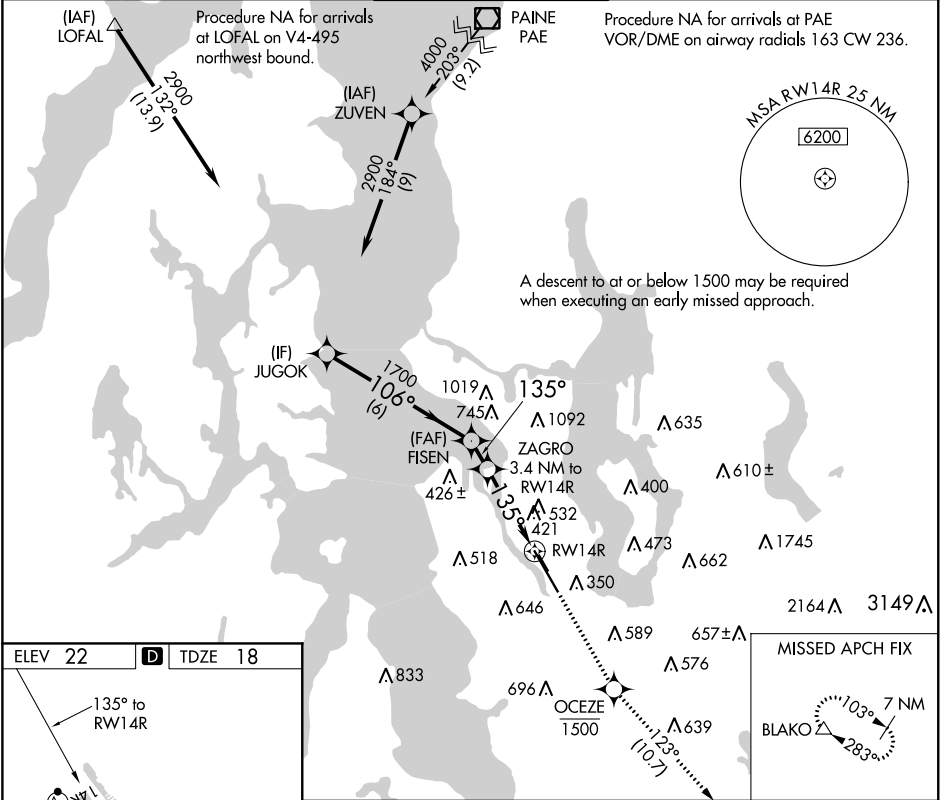 (IAF)
LOFAL
Procedure NA for arrivals
at LOFAL on V4-495
northwest bound.
PAINE
PAE
Procedure NA for arrivals at PAE
VOR/DME on airway radials 163 CW 236.
2900
132°
(13.9)
4000
203°
(9.2)
(IAF)
ZUVEN
2900
184°
(9)
MSA RW14R 25 NM
6200
A descent to at or below 1500 may be required
when executing an early missed approach.
(IF)
JUGOK
1700
106°
(6)
1019
745
135°
1092
635
(FAF)
FISEN
ZAGRO
3.4 NM to
RW14R
610±
426±
400
135°
532
421
RW14R
473
1745
518
662
350
646
2164
3149
589
657±
576
833
696
OCEZE
1500
639
123°
(10.7)
MISSED APCH FIX
BLAKO
103°
7 NM
283°
ELEV 22
D
TDZE 18
135° to
RW14R
14R